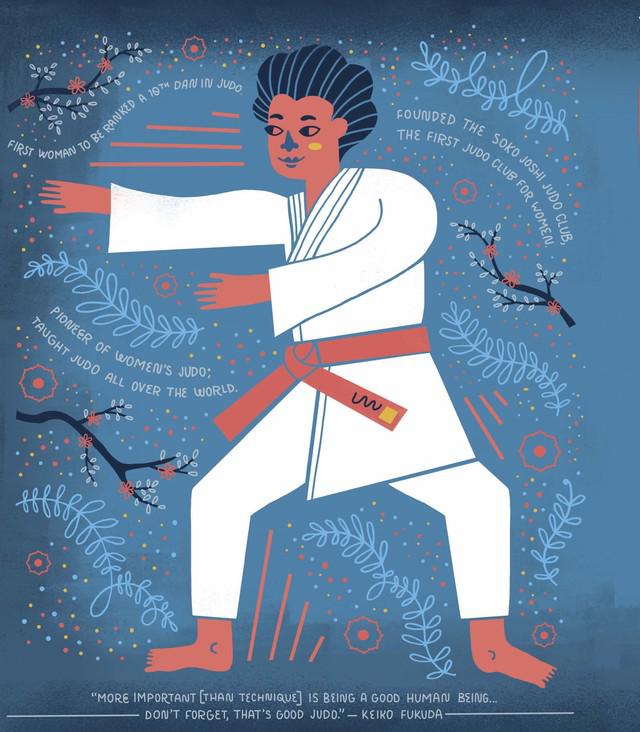 FIRST WOMAN TO BE RANKED A 10TH DAN IN JUDO.
FOUNDED THE SOKO JOSHI JUDO CLUB,
THE FIRST JUDO CLUB FOR WOMEN.
PIONEER OF WOMEN'S JUDO;
TAUGHT JUDO ALL OVER THE WORLD.
"MORE IMPORTANT [THAN TECHNIQUE] IS BEING A GOOD HUMAN BEING...
DON'T FORGET, THAT'S GOOD JUDO." — KEIKO FUKUDA